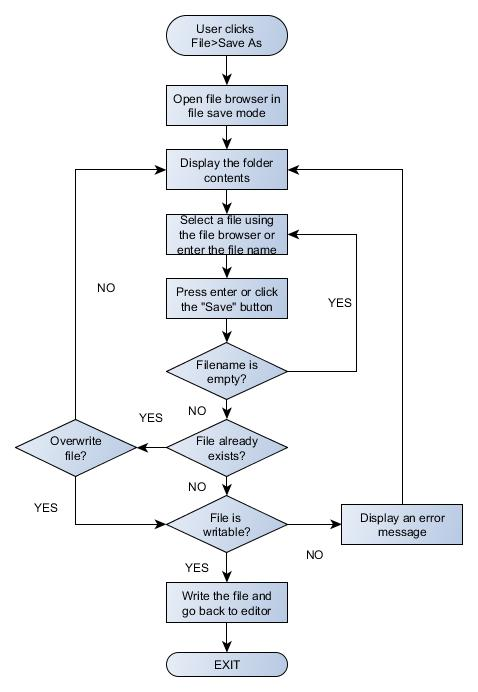 User clicks
File>Save As
Open file browser in
file save mode
Display the folder
contents
Select a file using
the file browser or
enter the file name
NO
Press enter or click
the "Save" button
YES
Filename is
empty?
NO
YES
File already
exists?
Overwrite
file?
NO
YES
File is
writable?
Display an error
message
NO
YES
Write the file and
go back to editor
EXIT